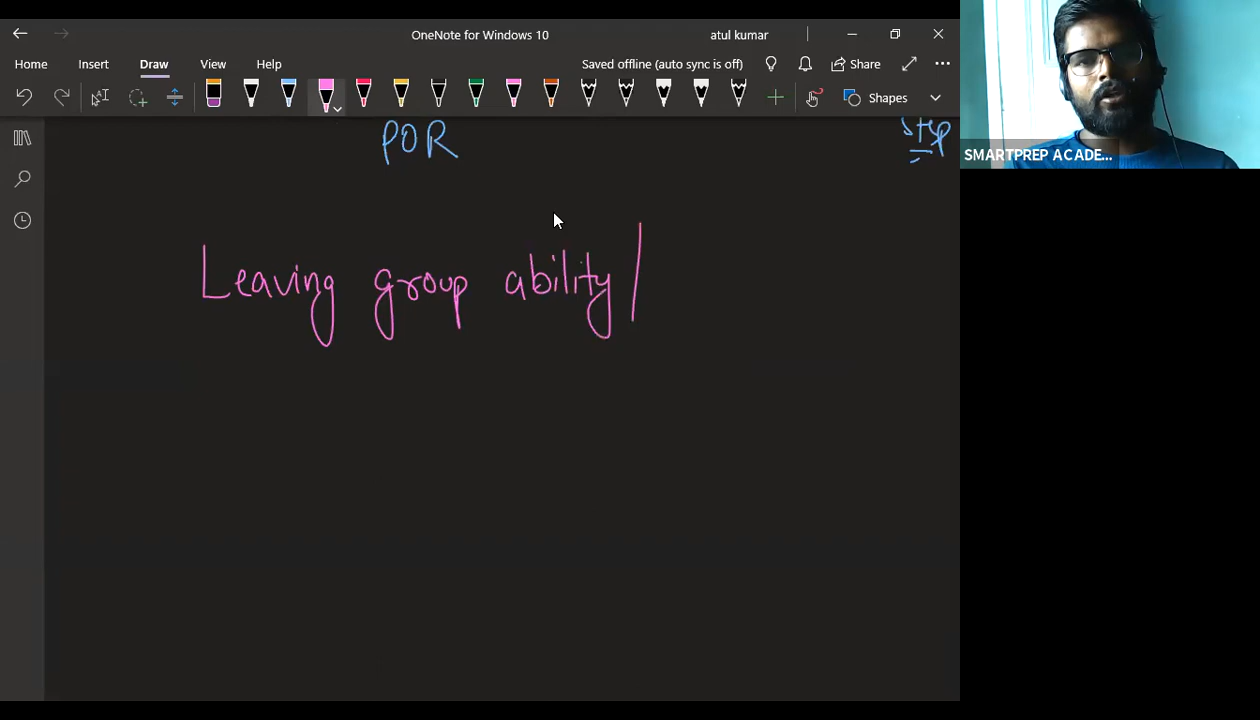 OneNote for Windows 10
atul kumar
Home Insert Draw View Help
Saved offline (auto sync is off)
Share
Shapes
POR
step
SMARTPREP ACADE...
Leaving group ability/